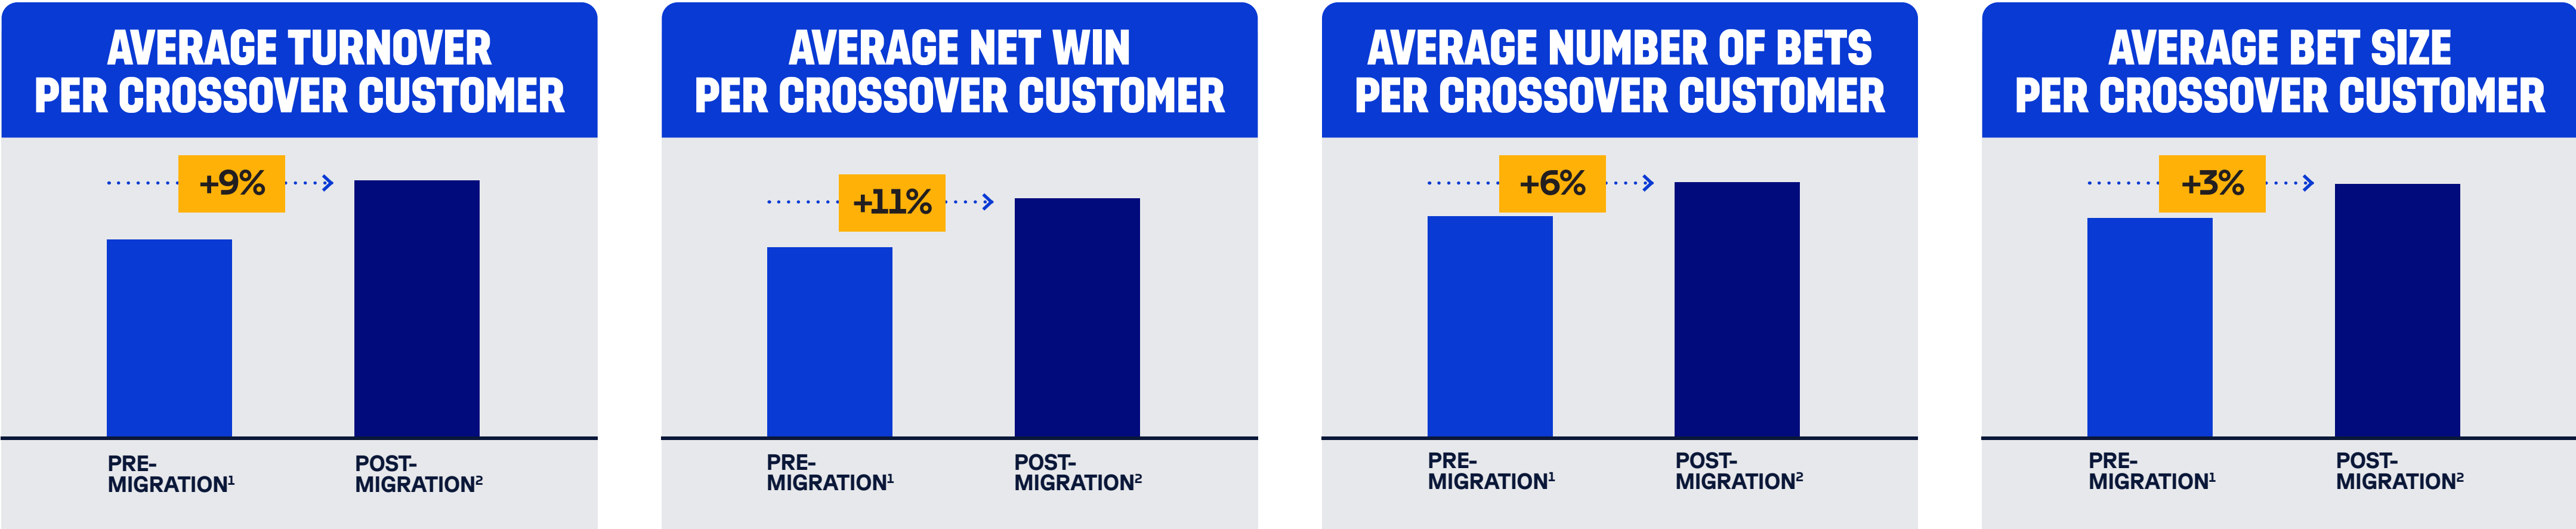 AVERAGE TURNOVER
PER CROSSOVER CUSTOMER
+9%
PRE-
MIGRATION¹
POST-
MIGRATION²
AVERAGE NET WIN
PER CROSSOVER CUSTOMER
+11%
PRE-
MIGRATION¹
POST-
MIGRATION²
AVERAGE NUMBER OF BETS
PER CROSSOVER CUSTOMER
+6%
PRE-
MIGRATION¹
POST-
MIGRATION²
AVERAGE BET SIZE
PER CROSSOVER CUSTOMER
+3%
PRE-
MIGRATION¹
POST-
MIGRATION²